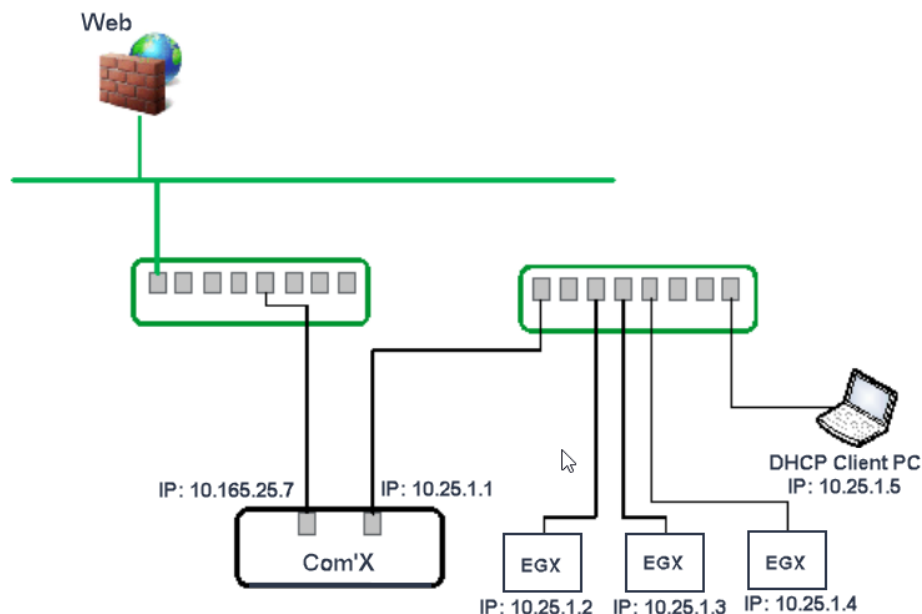 Web
DHCP Client PC
IP: 10.25.1.5
IP: 10.165.25.7
IP: 10.25.1.1
Com'X
EGX
EGX
EGX
IP: 10.25.1.2
IP: 10.25.1.3
IP: 10.25.1.4